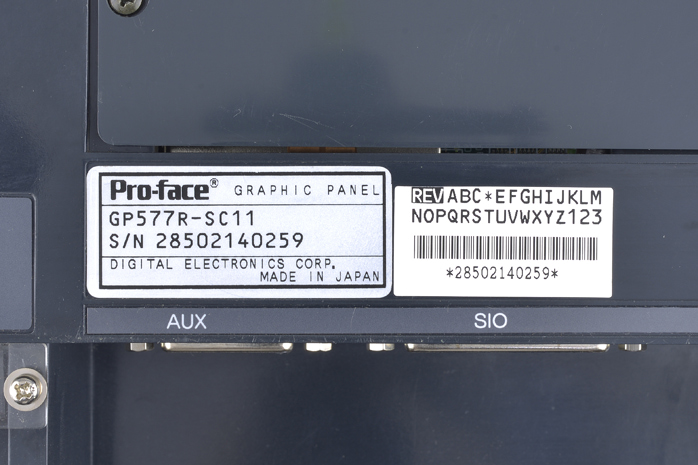 Pro-face® GRAPHIC PANEL
GP577R-SC11
S/N 28502140259
DIGITAL ELECTRONICS CORP.
MADE IN JAPAN
REV ABC*EFGHIJKLM
NOPQRSTUVWXYZ123
*28502140259*
AUX
SIO